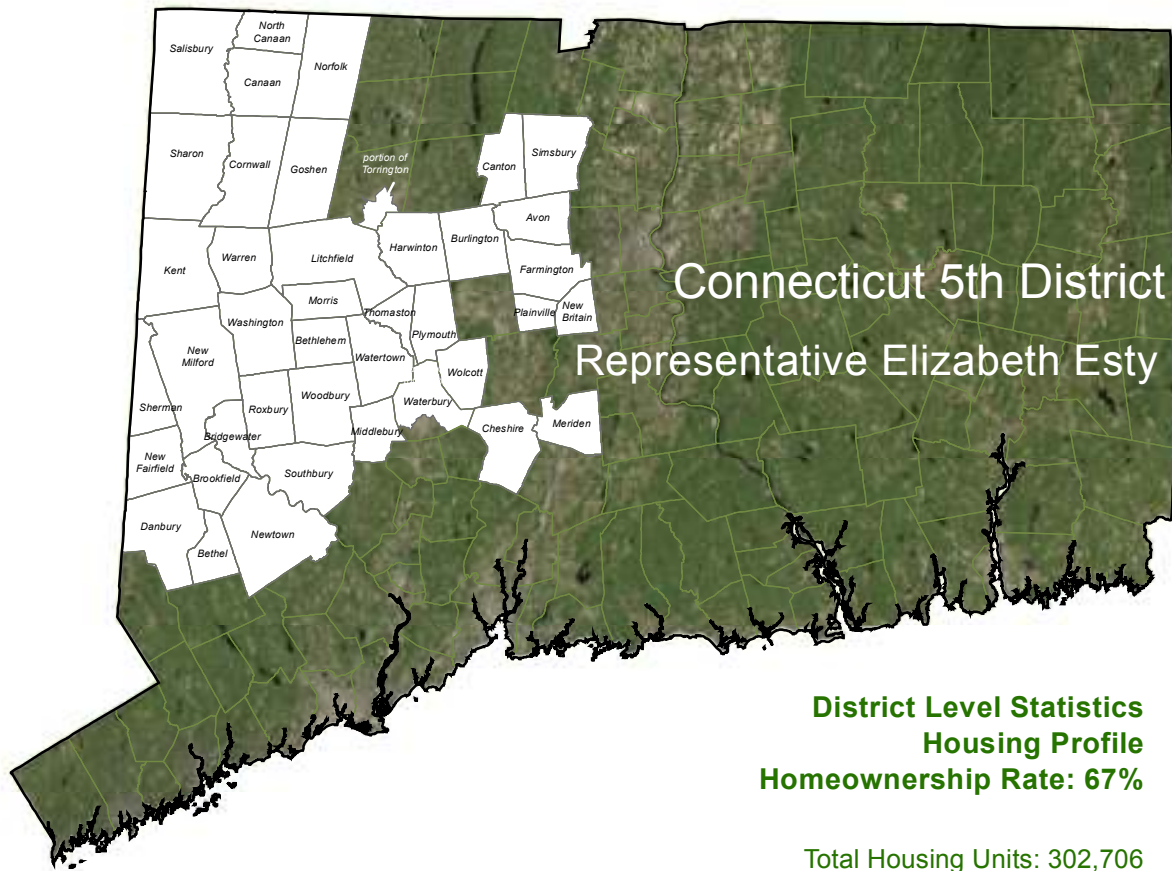 North
Canaan
Salisbury
Norfolk
Canaan
Sharon
Cornwall
Goshen
portion of
Torrington
Canton
Simsbury
Avon
Burlington
Harwinton
Warren
Litchfield
Kent
Farmington
Connecticut 5th District
Morris
Thomaston
Plainville
New
Britain
Washington
Plymouth
Bethlehem
New
Milford
Watertown
Representative Elizabeth Esty
Wolcott
Woodbury
Waterbury
Sherman
Roxbury
Bridgewater
Middlebury
Cheshire
Meriden
New
Fairfield
Brookfield
Southbury
Danbury
Bethel
Newtown
District Level Statistics
Housing Profile
Homeownership Rate: 67%
Total Housing Units: 302,706